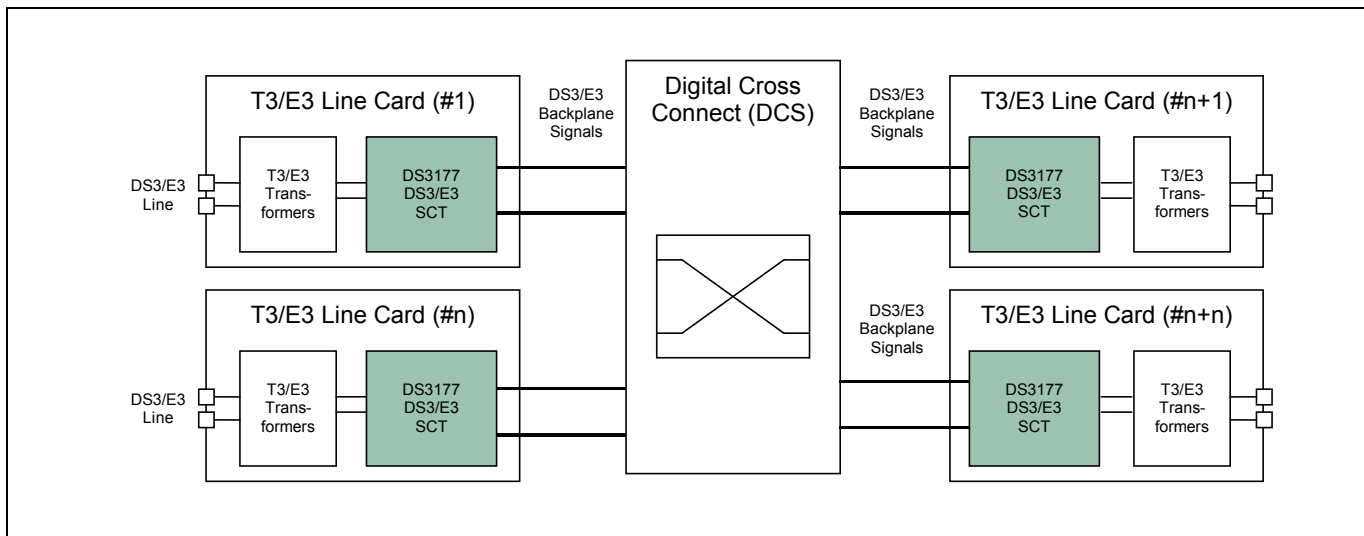 T3/E3 Line Card (#1)
DS3/E3
Line
T3/E3
Trans-
formers
DS3177
DS3/E3
SCT
DS3/E3
Backplane
Signals
Digital Cross
Connect (DCS)
DS3/E3
Backplane
Signals
T3/E3 Line Card (#n+1)
DS3177
DS3/E3
SCT
T3/E3
Trans-
formers
T3/E3 Line Card (#n)
DS3/E3
Line
T3/E3
Trans-
formers
DS3177
DS3/E3
SCT
DS3/E3
Backplane
Signals
T3/E3 Line Card (#n+n)
DS3177
DS3/E3
SCT
T3/E3
Trans-
formers